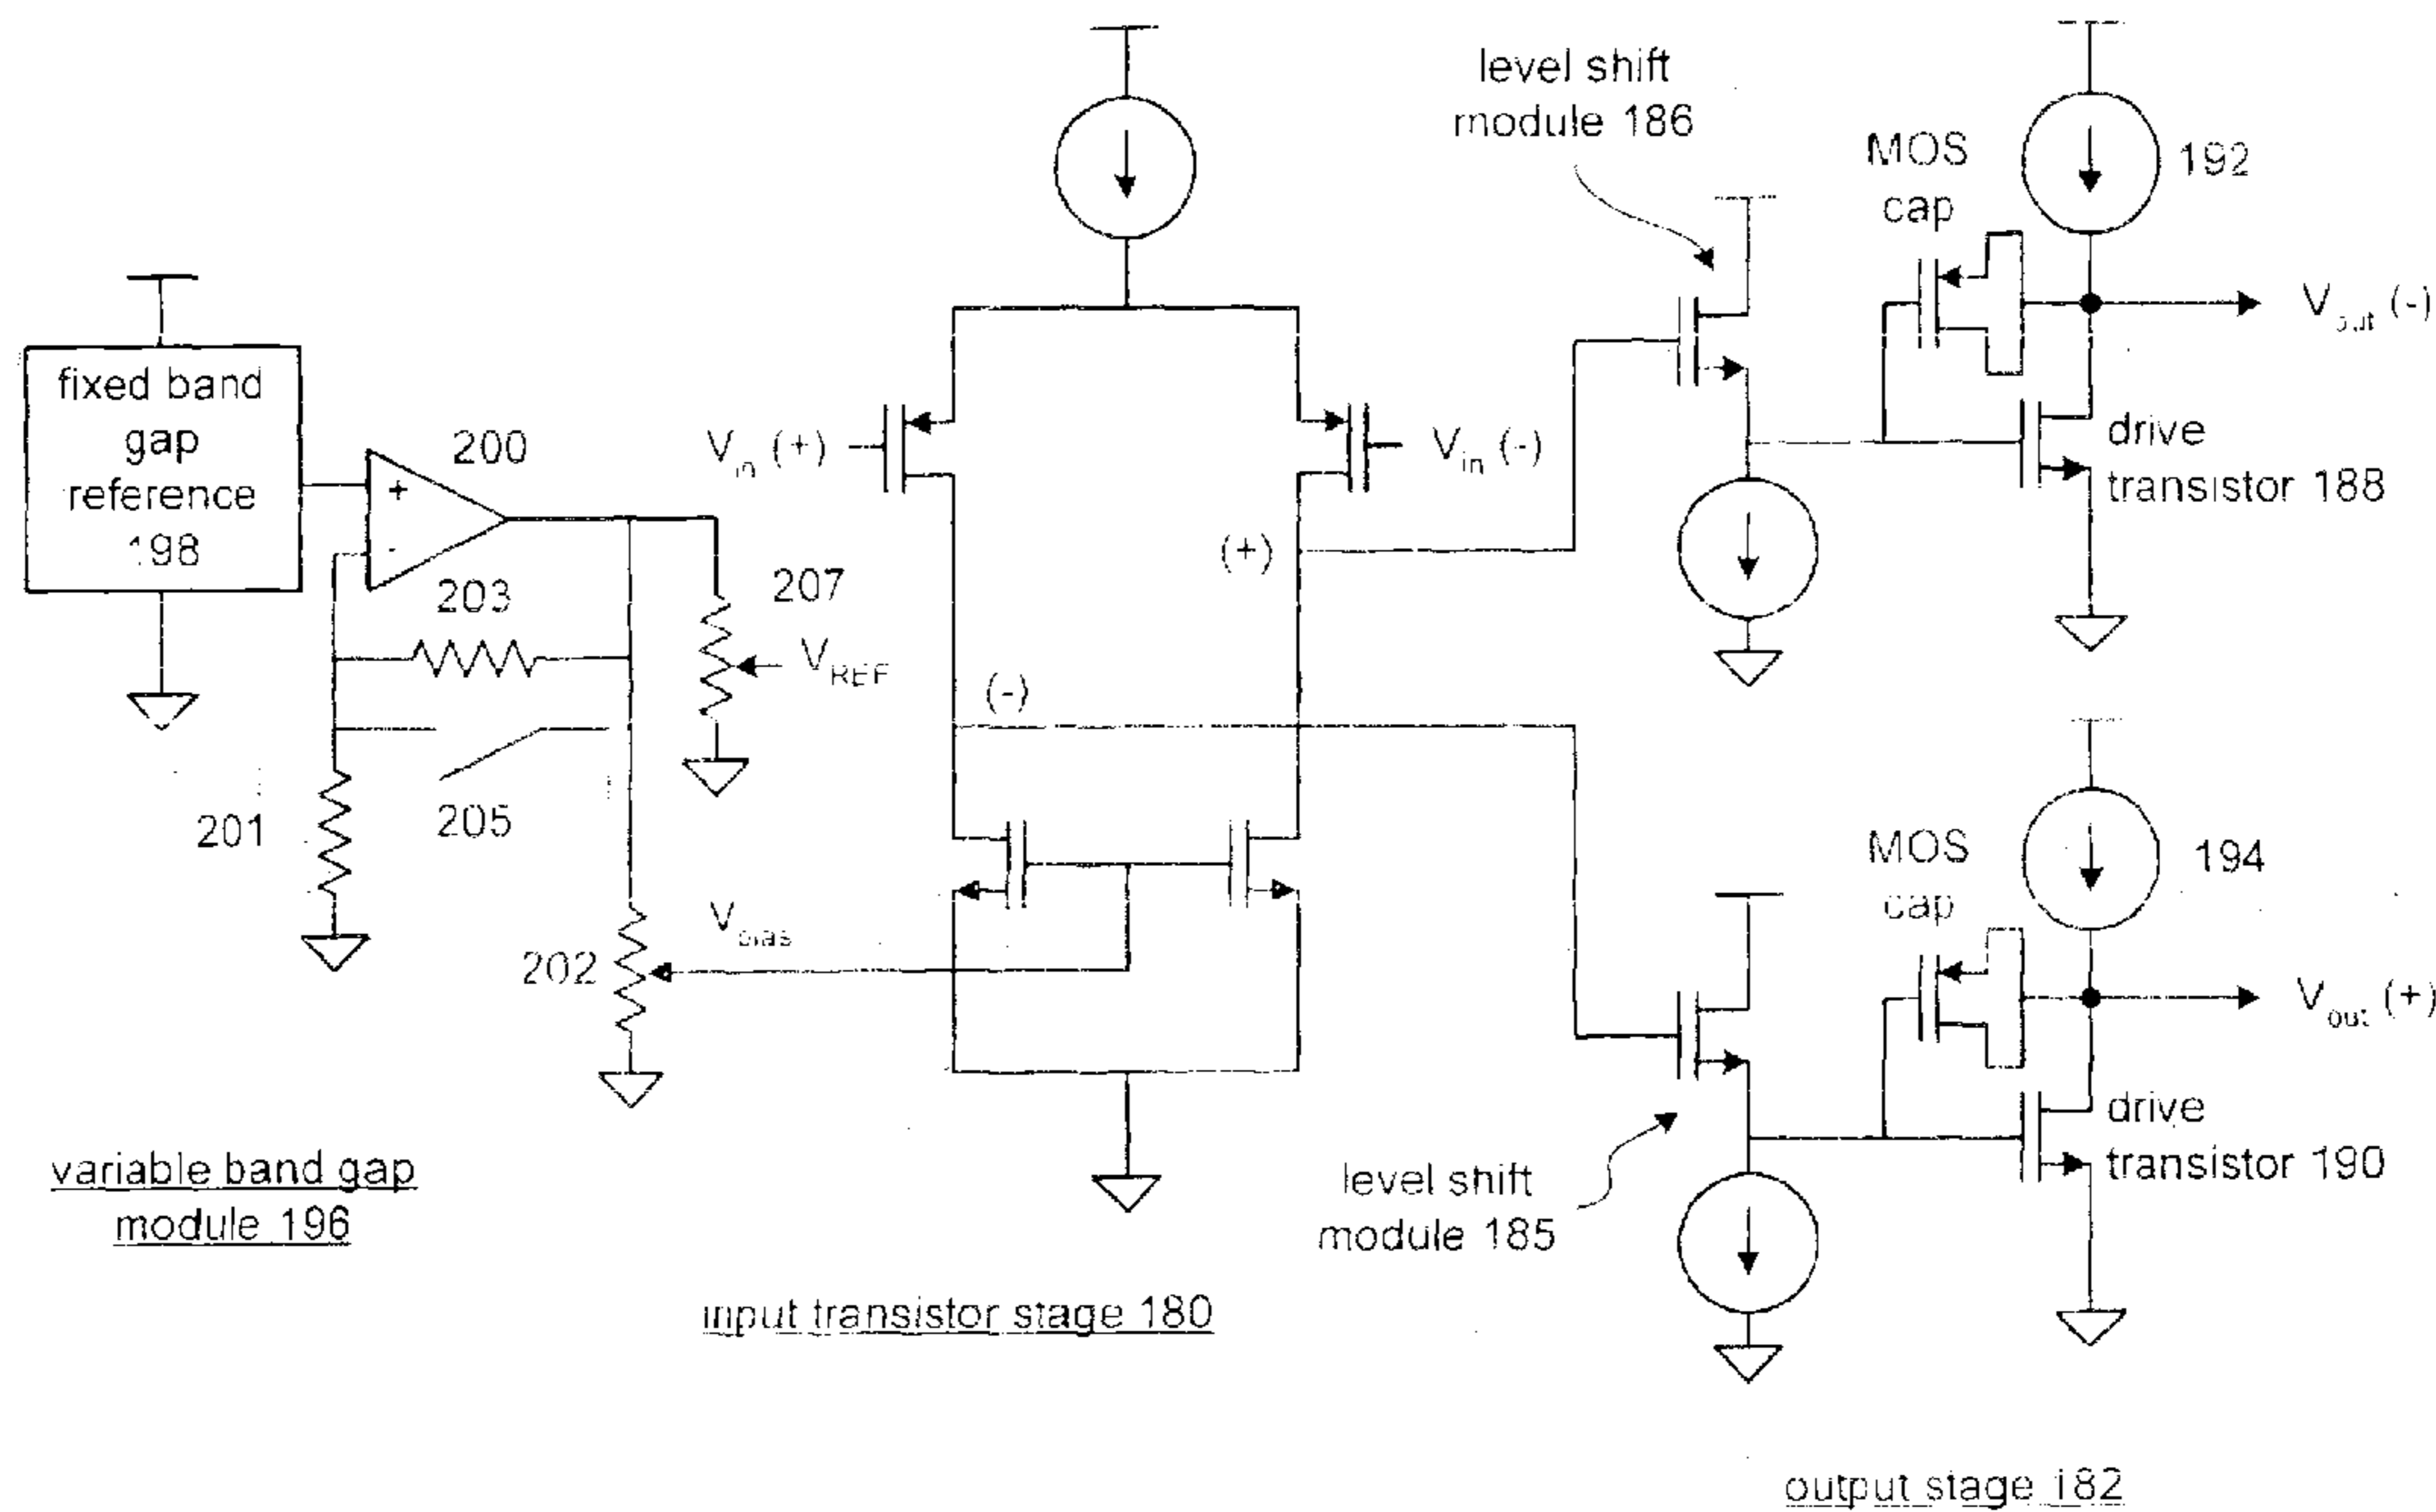 level shift
module 186
MOS
cap
192
V out (-)
fixed band
gap
reference
198
200
+
-
V in (+)
V in (-)
drive
transistor 188
203
207
(+)
V REF
(-)
201
205
MOS
cap
194
V bias
202
V out (+)
drive
transistor 190
level shift
module 185
variable band gap
module 196
input transistor stage 180
output stage 182